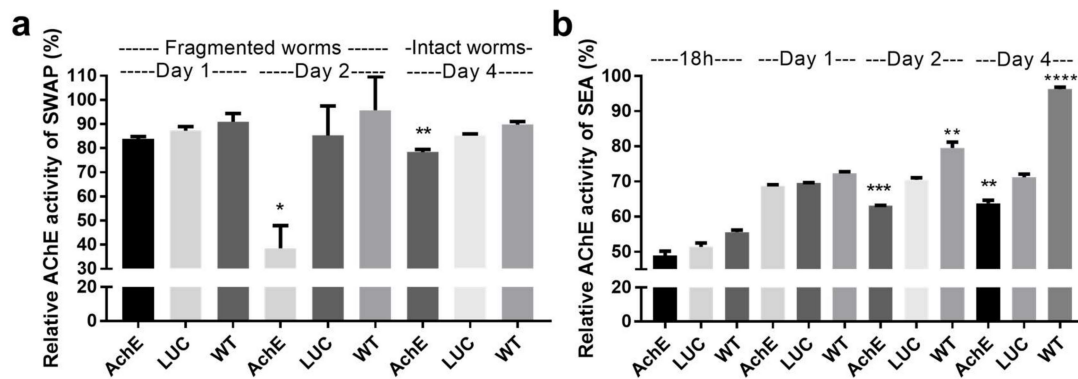 a
------ Fragmented worms ------ -Intact worms-
-----Day 1----- -----Day 2----- -----Day 4-----
Relative AChE activity of SWAP (%)
110
100
90
80
70
60
50
40
30
20
0
*
**
AchE LUC WT AchE LUC WT AchE LUC WT
b
----18h---- ----Day 1---- ----Day 2---- ----Day 4----
Relative AChE activity of SEA (%)
100
90
80
70
60
50
20
0
***
**
**
****
AchE LUC WT AchE LUC WT AchE LUC WT AchE LUC WT